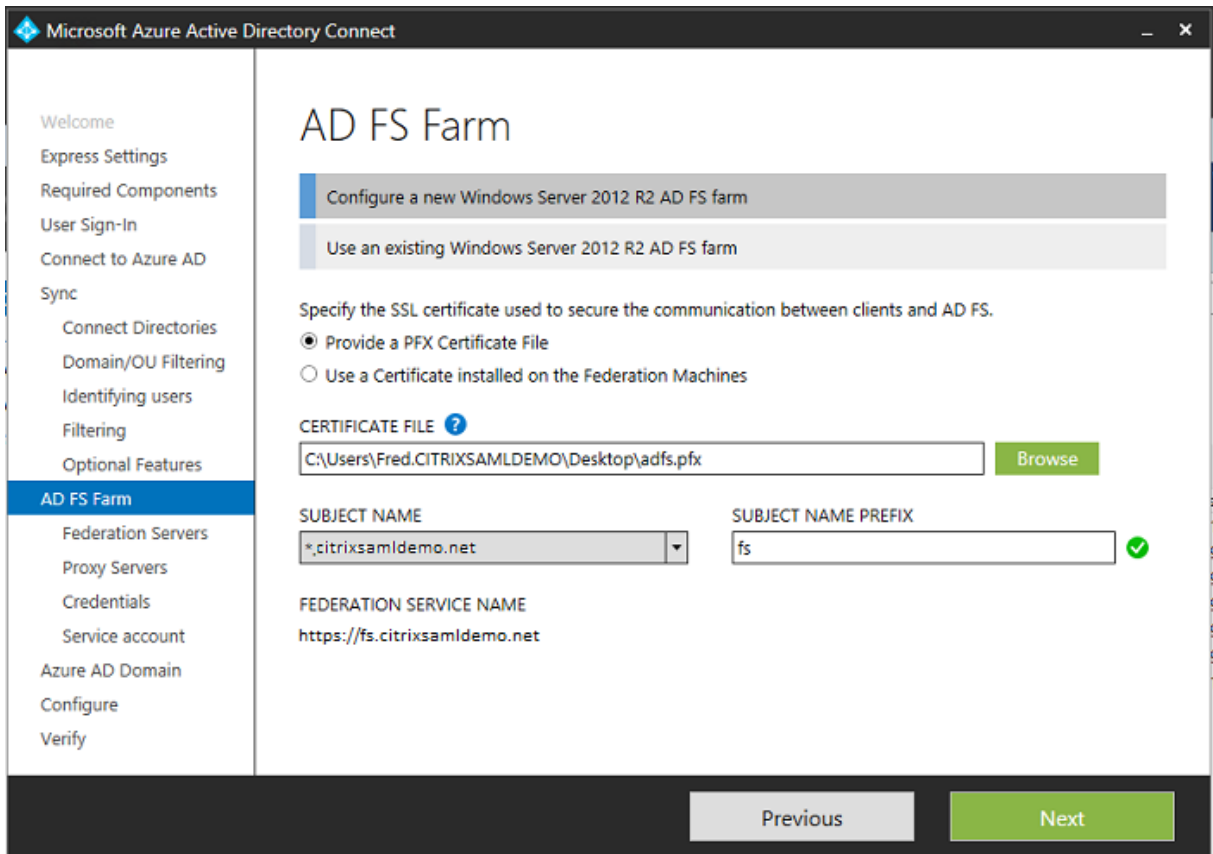 Microsoft Azure Active Directory Connect
Welcome
Express Settings
Required Components
User Sign-In
Connect to Azure AD
Sync
Connect Directories
Domain/OU Filtering
Identifying users
Filtering
Optional Features
AD FS Farm
Federation Servers
Proxy Servers
Credentials
Service account
Azure AD Domain
Configure
Verify
AD FS Farm
Configure a new Windows Server 2012 R2 AD FS farm
Use an existing Windows Server 2012 R2 AD FS farm
Specify the SSL certificate used to secure the communication between clients and AD FS.
Provide a PFX Certificate File
Use a Certificate installed on the Federation Machines
CERTIFICATE FILE ?
C:\Users\Fred.CITRIXSAMLDEMO\Desktop\adfs.pfx
Browse
SUBJECT NAME
*.citrixsamldemo.net
SUBJECT NAME PREFIX
fs
FEDERATION SERVICE NAME
https://fs.citrixsamldemo.net
Previous
Next